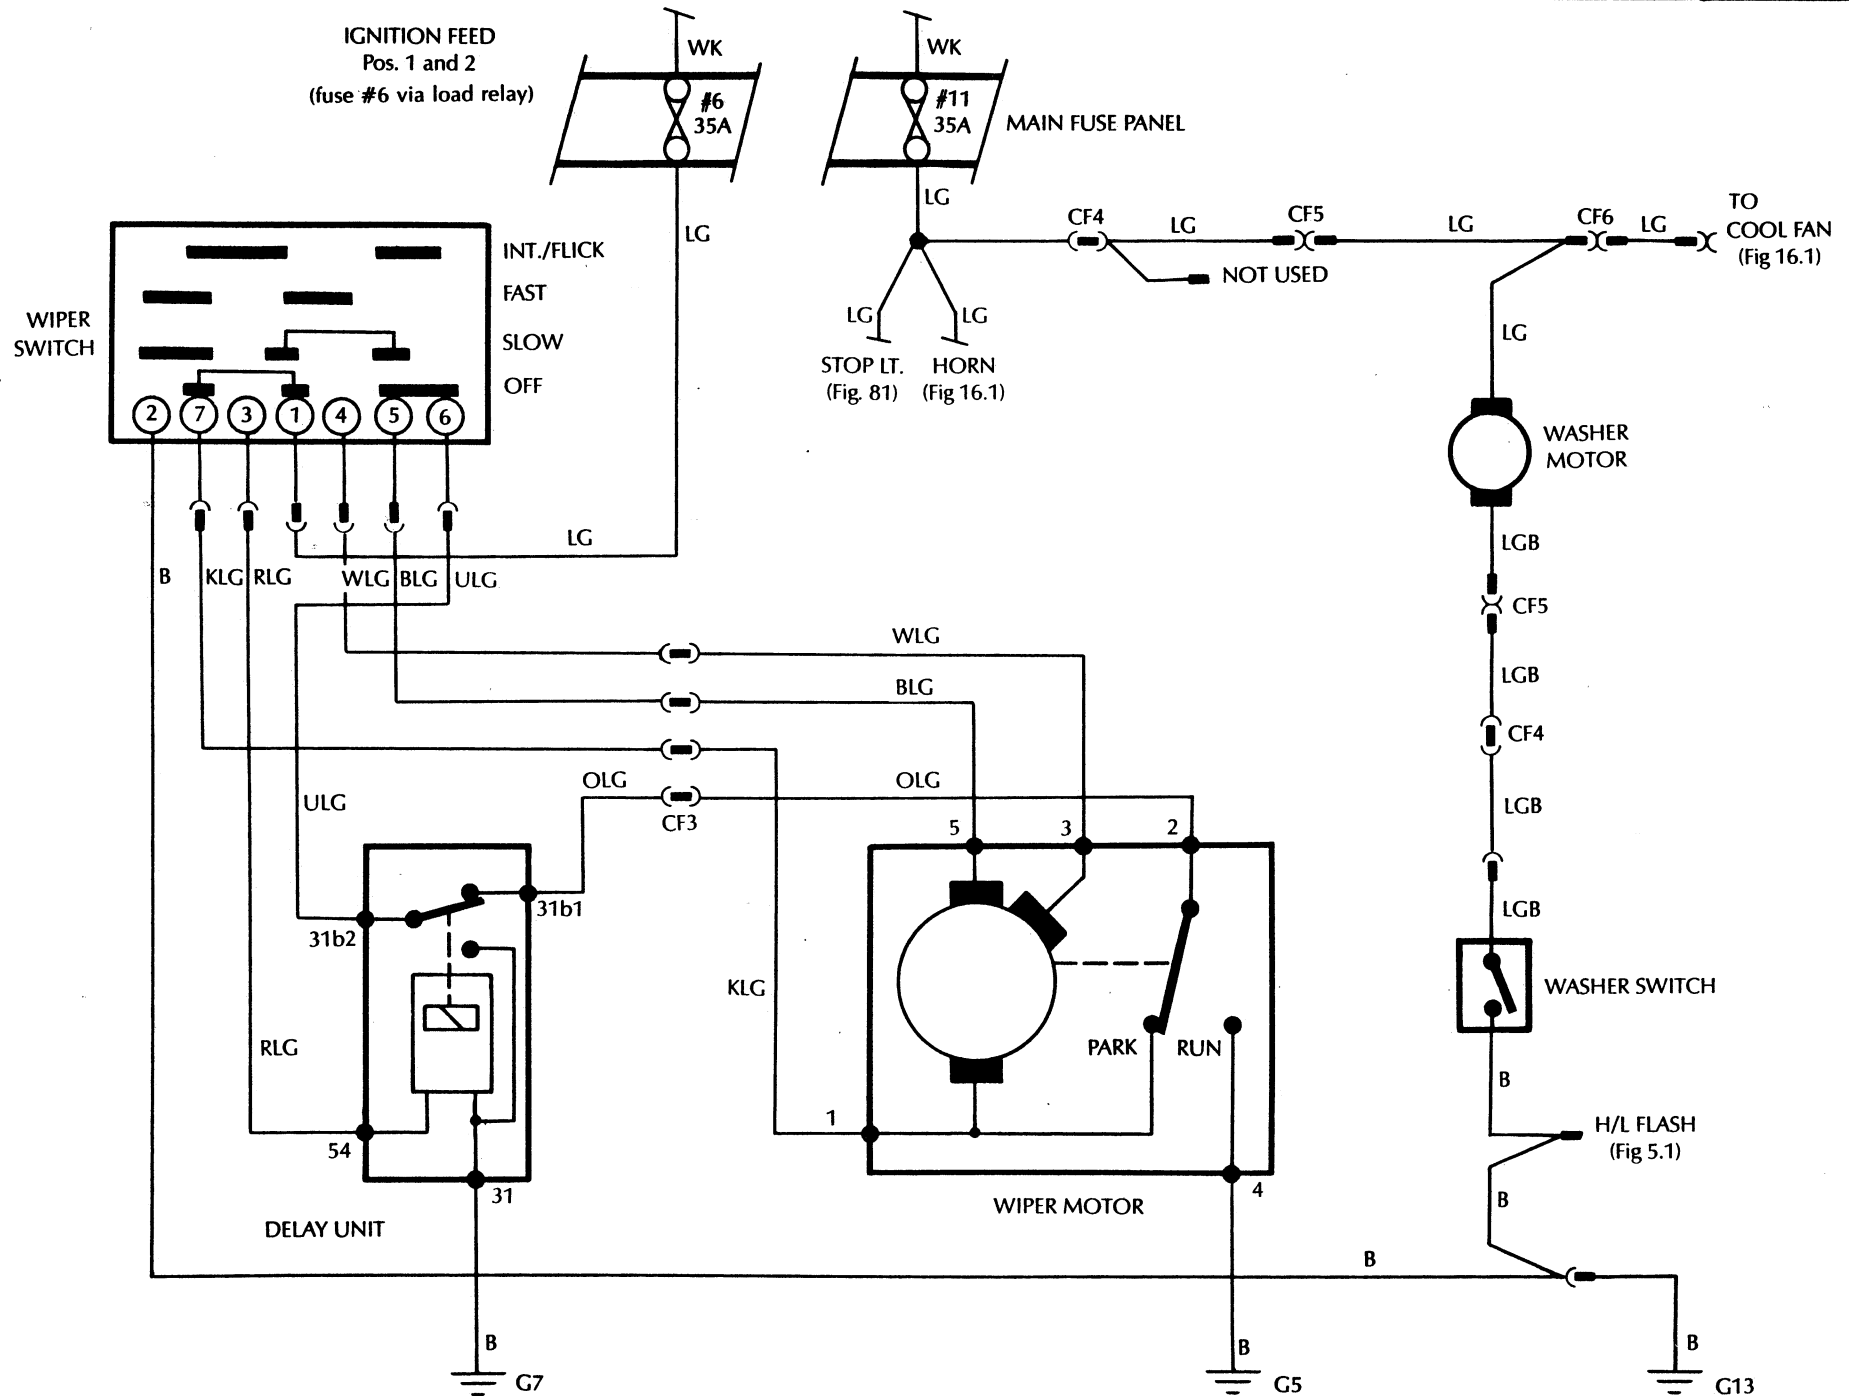 IGNITION FEED
Pos. 1 and 2
(fuse #6 via load relay)
WK
#6
35A
WK
#11
35A
MAIN FUSE PANEL
LG
LG
CF4
LG
CF5
LG
CF6
LG
TO
COOL FAN
(Fig 16.1)
NOT USED
LG
LG
STOP LT.
(Fig. 81)
HORN
(Fig 16.1)
WIPER
SWITCH
INT./FLICK
FAST
SLOW
OFF
2
7
3
1
4
5
6
LG
WASHER
MOTOR
LG
B
KLG
RLG
WLG
BLG
ULG
LGB
CF5
WLG
LGB
BLG
CF4
OLG
OLG
ULG
CF3
LGB
5
3
2
31b1
31b2
LGB
KLG
WASHER SWITCH
RLG
PARK
RUN
B
1
54
H/L FLASH
(Fig 5.1)
31
4
B
WIPER MOTOR
DELAY UNIT
B
B
G7
B
G5
B
G13